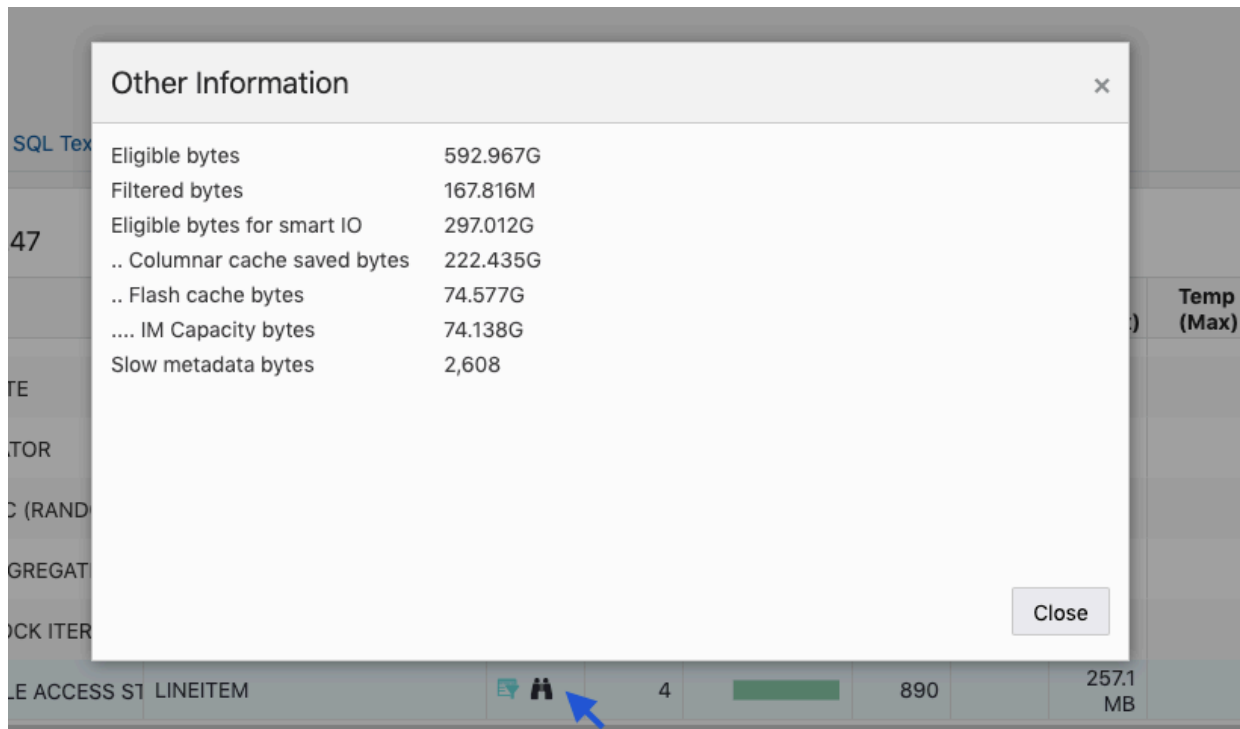 Other Information ×
SQL Tex
Eligible bytes 592.967G
Filtered bytes 167.816M
Eligible bytes for smart IO 297.012G
47
.. Columnar cache saved bytes 222.435G
.. Flash cache bytes 74.577G
Temp
.... IM Capacity bytes 74.138G
) (Max)
Slow metadata bytes 2,608
TE
TOR
C (RAND
GREGATI
Close
OCK ITER
LE ACCESS ST LINEITEM 4 890 257.1
MB